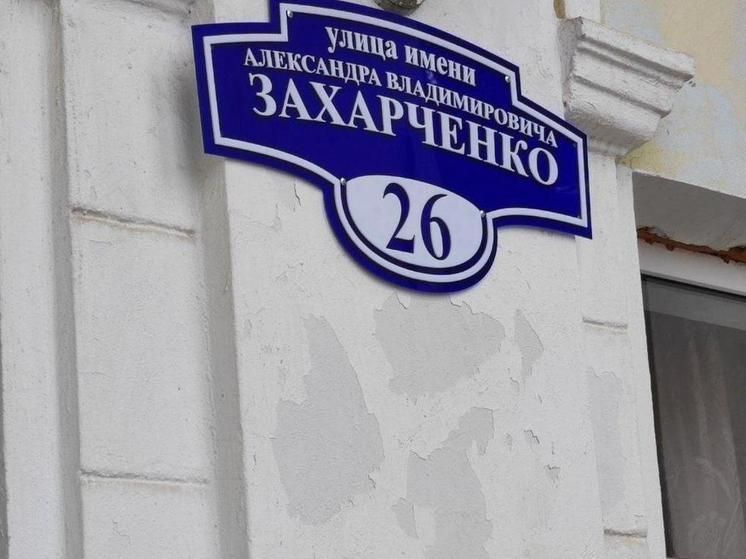 улица имени
АЛЕКСАНДРА ВЛАДИМИРОВИЧА
ЗАХАРЧЕНКО
26